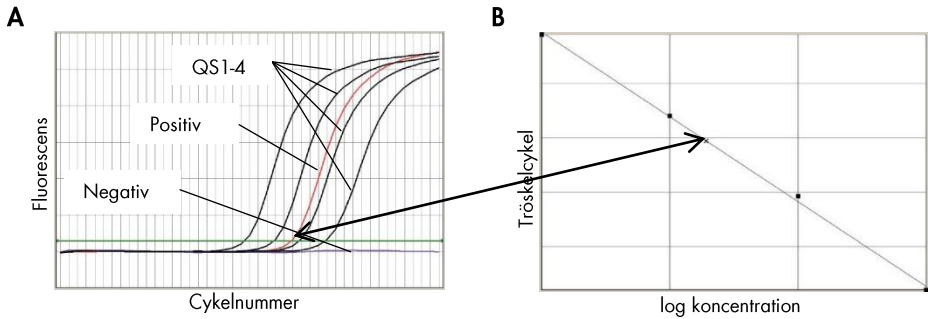 A
B
QS1-4
Positiv
Negativ
Fluorescens
Cykelnummer
Tröskelcykel
log koncentration